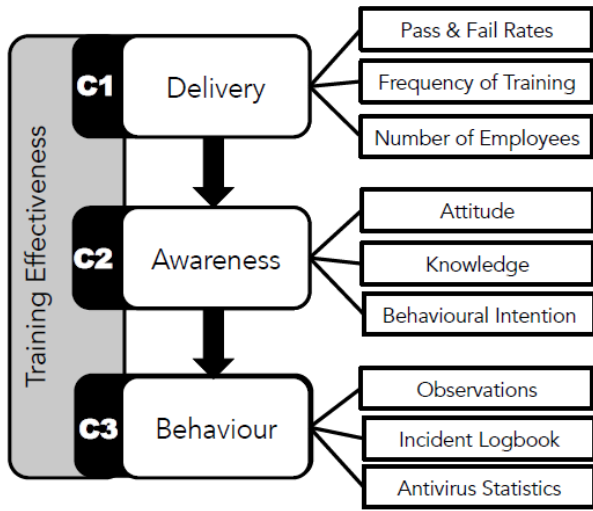 Training Effectiveness
C1
Delivery
Pass & Fail Rates
Frequency of Training
Number of Employees
C2
Awareness
Attitude
Knowledge
Behavioural Intention
C3
Behaviour
Observations
Incident Logbook
Antivirus Statistics